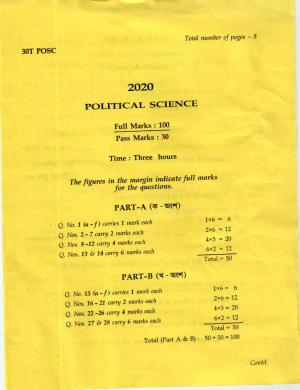 Total number of pages – 8
30T POSC
2020
POLITICAL SCIENCE
Full Marks : 100
Pass Marks : 30
Time : Three hours
The figures in the margin indicate full marks
for the questions.
PART–A (ক - অংশ)
Q. No. 1 (a – f) carries 1 mark each 1×6 = 6
Q. Nos. 2 – 7 carry 2 marks each 2×6 = 12
Q. Nos. 8 –12 carry 4 marks each 4×5 = 20
Q. Nos. 13 & 14 carry 6 marks each 6×2 = 12
Total = 50
PART–B (খ - অংশ)
Q. No. 15 (a – f) carries 1 mark each 1×6 = 6
Q. Nos. 16 – 21 carry 2 marks each 2×6 = 12
Q. Nos. 22 –26 carry 4 marks each 4×5 = 20
Q. Nos. 27 & 28 carry 6 marks each 6×2 = 12
Total = 50
Total (Part A & B) : 50 + 50 = 100
Contd.